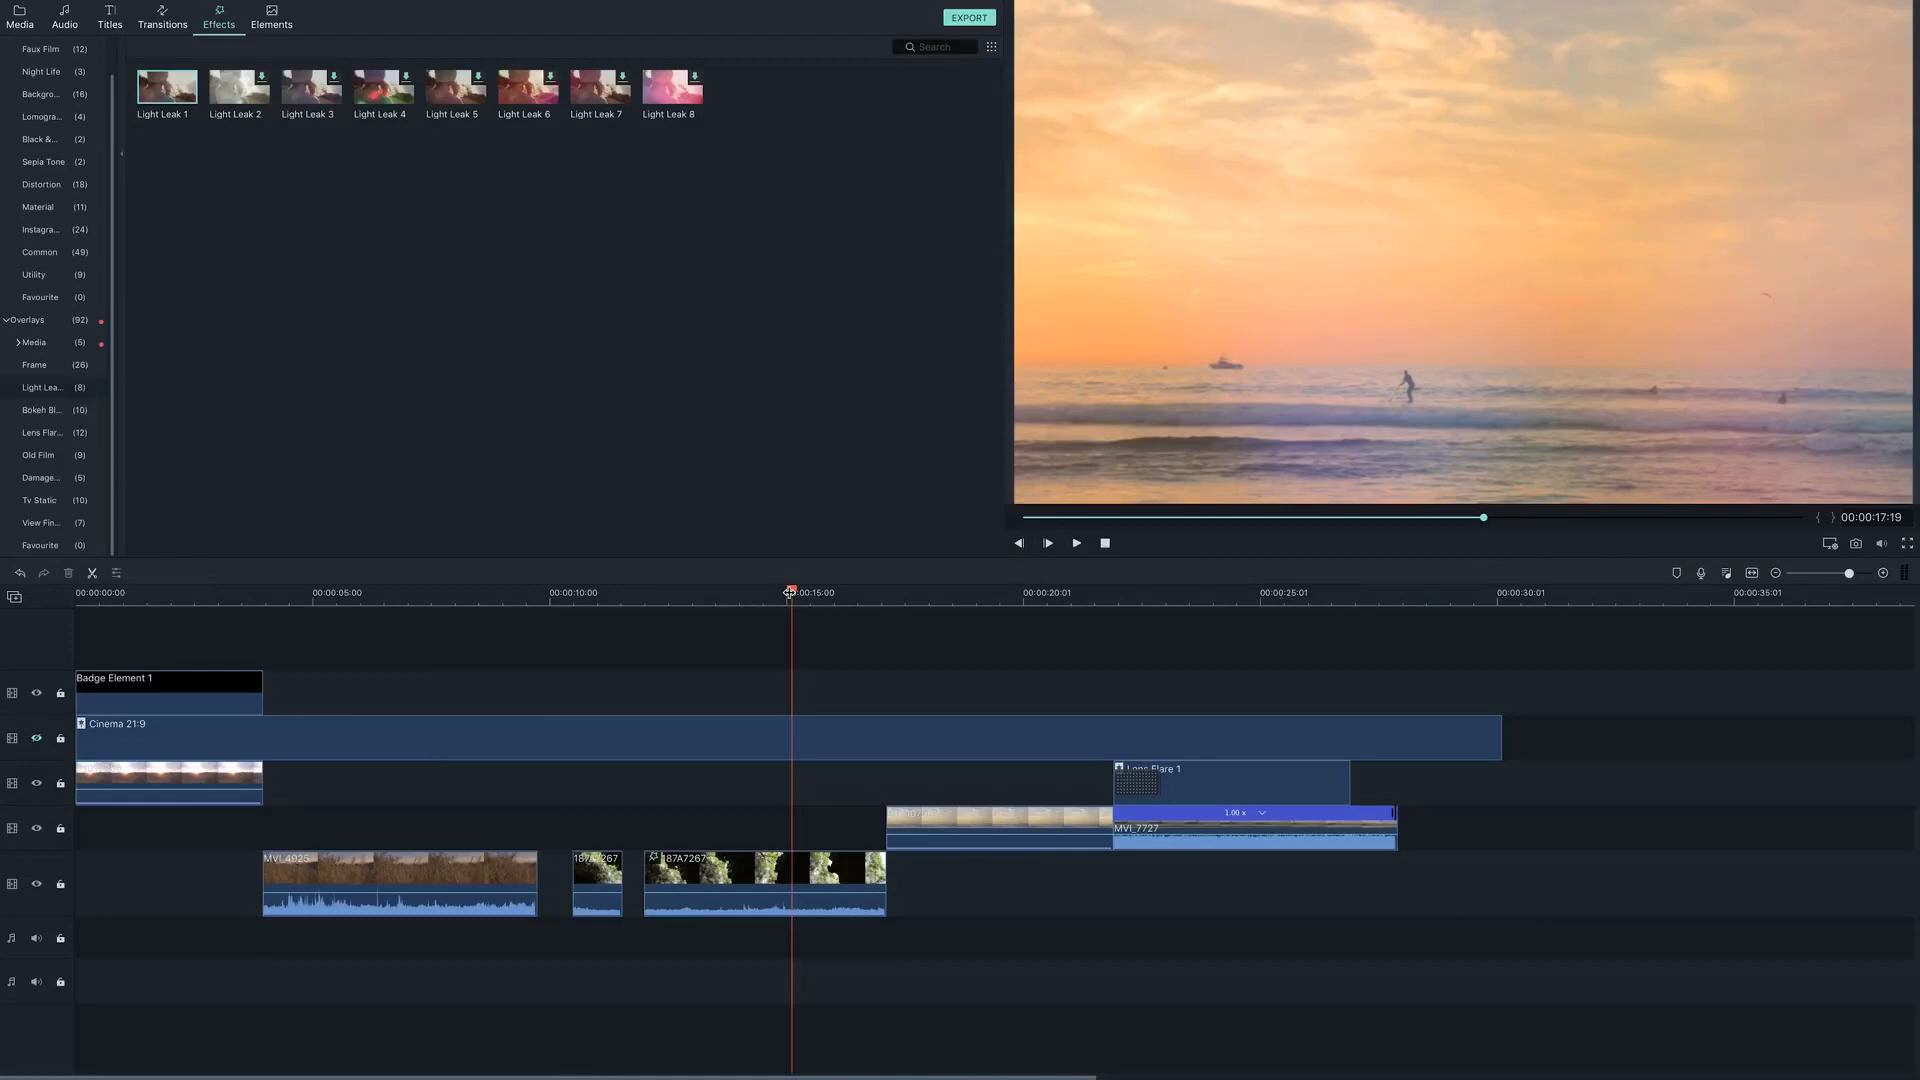 Media Audio Titles Transitions Effects Elements
EXPORT
Search
Faux Film (12)
Night Life (3)
Backgro... (16)
Lomogra... (4)
Black &... (2)
Sepia Tone (2)
Distortion (18)
Material (11)
Instagra... (24)
Common (49)
Utility (9)
Favourite (0)
Overlays (92)
Media (5)
Frame (26)
Light Lea... (8)
Bokeh Bl... (10)
Lens Flar... (12)
Old Film (9)
Damage... (5)
Tv Static (10)
View Fin... (7)
Favourite (0)
Light Leak 1 Light Leak 2 Light Leak 3 Light Leak 4 Light Leak 5 Light Leak 6 Light Leak 7 Light Leak 8
00:00:17:19
00:00:00:00 00:00:05:00 00:00:10:00 00:15:00 00:00:20:01 00:00:25:01 00:00:30:01 00:00:35:01
Badge Element 1
Cinema 21:9
Lens Flare 1
1.00 x
MVI_7727
MVI_4925 187A7267 187A7267